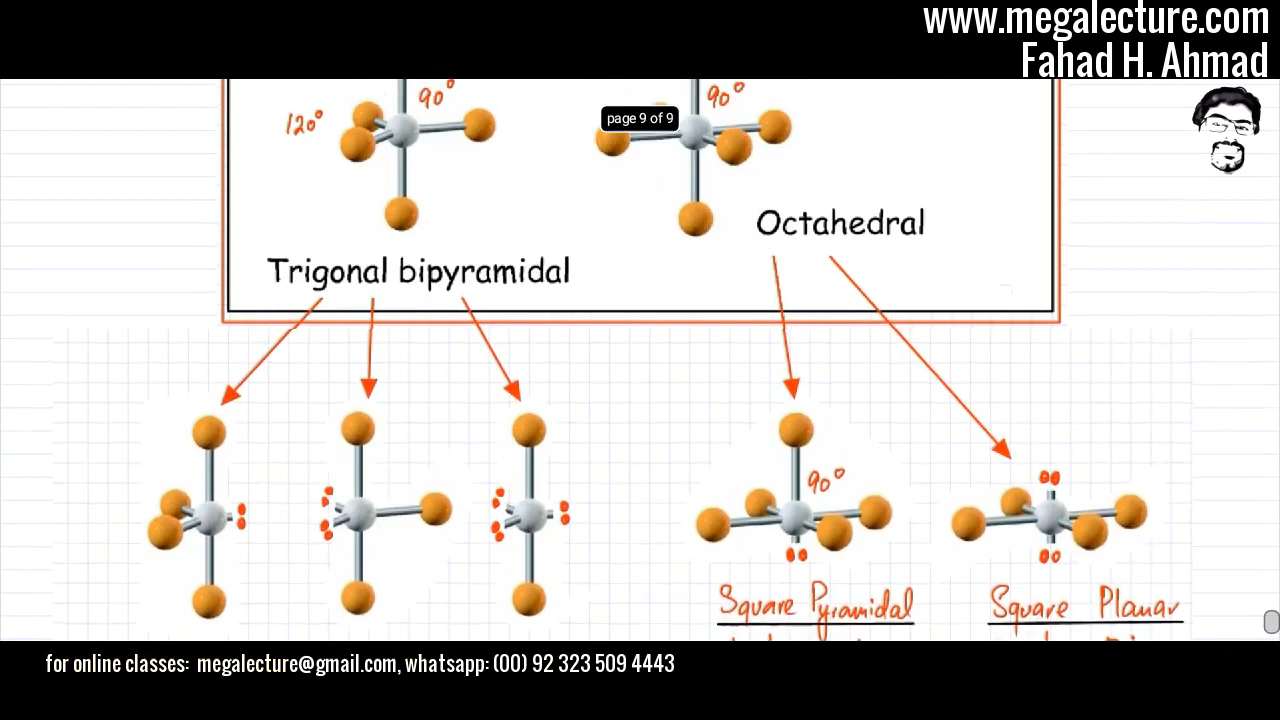 www.megalecture.com
Fahad H. Ahmad
90°
90°
120°
page 9 of 9
Octahedral
Trigonal bipyramidal
90°
Square Pyramidal
Square Planar
for online classes: megalecture@gmail.com, whatsapp: (00) 92 323 509 4443